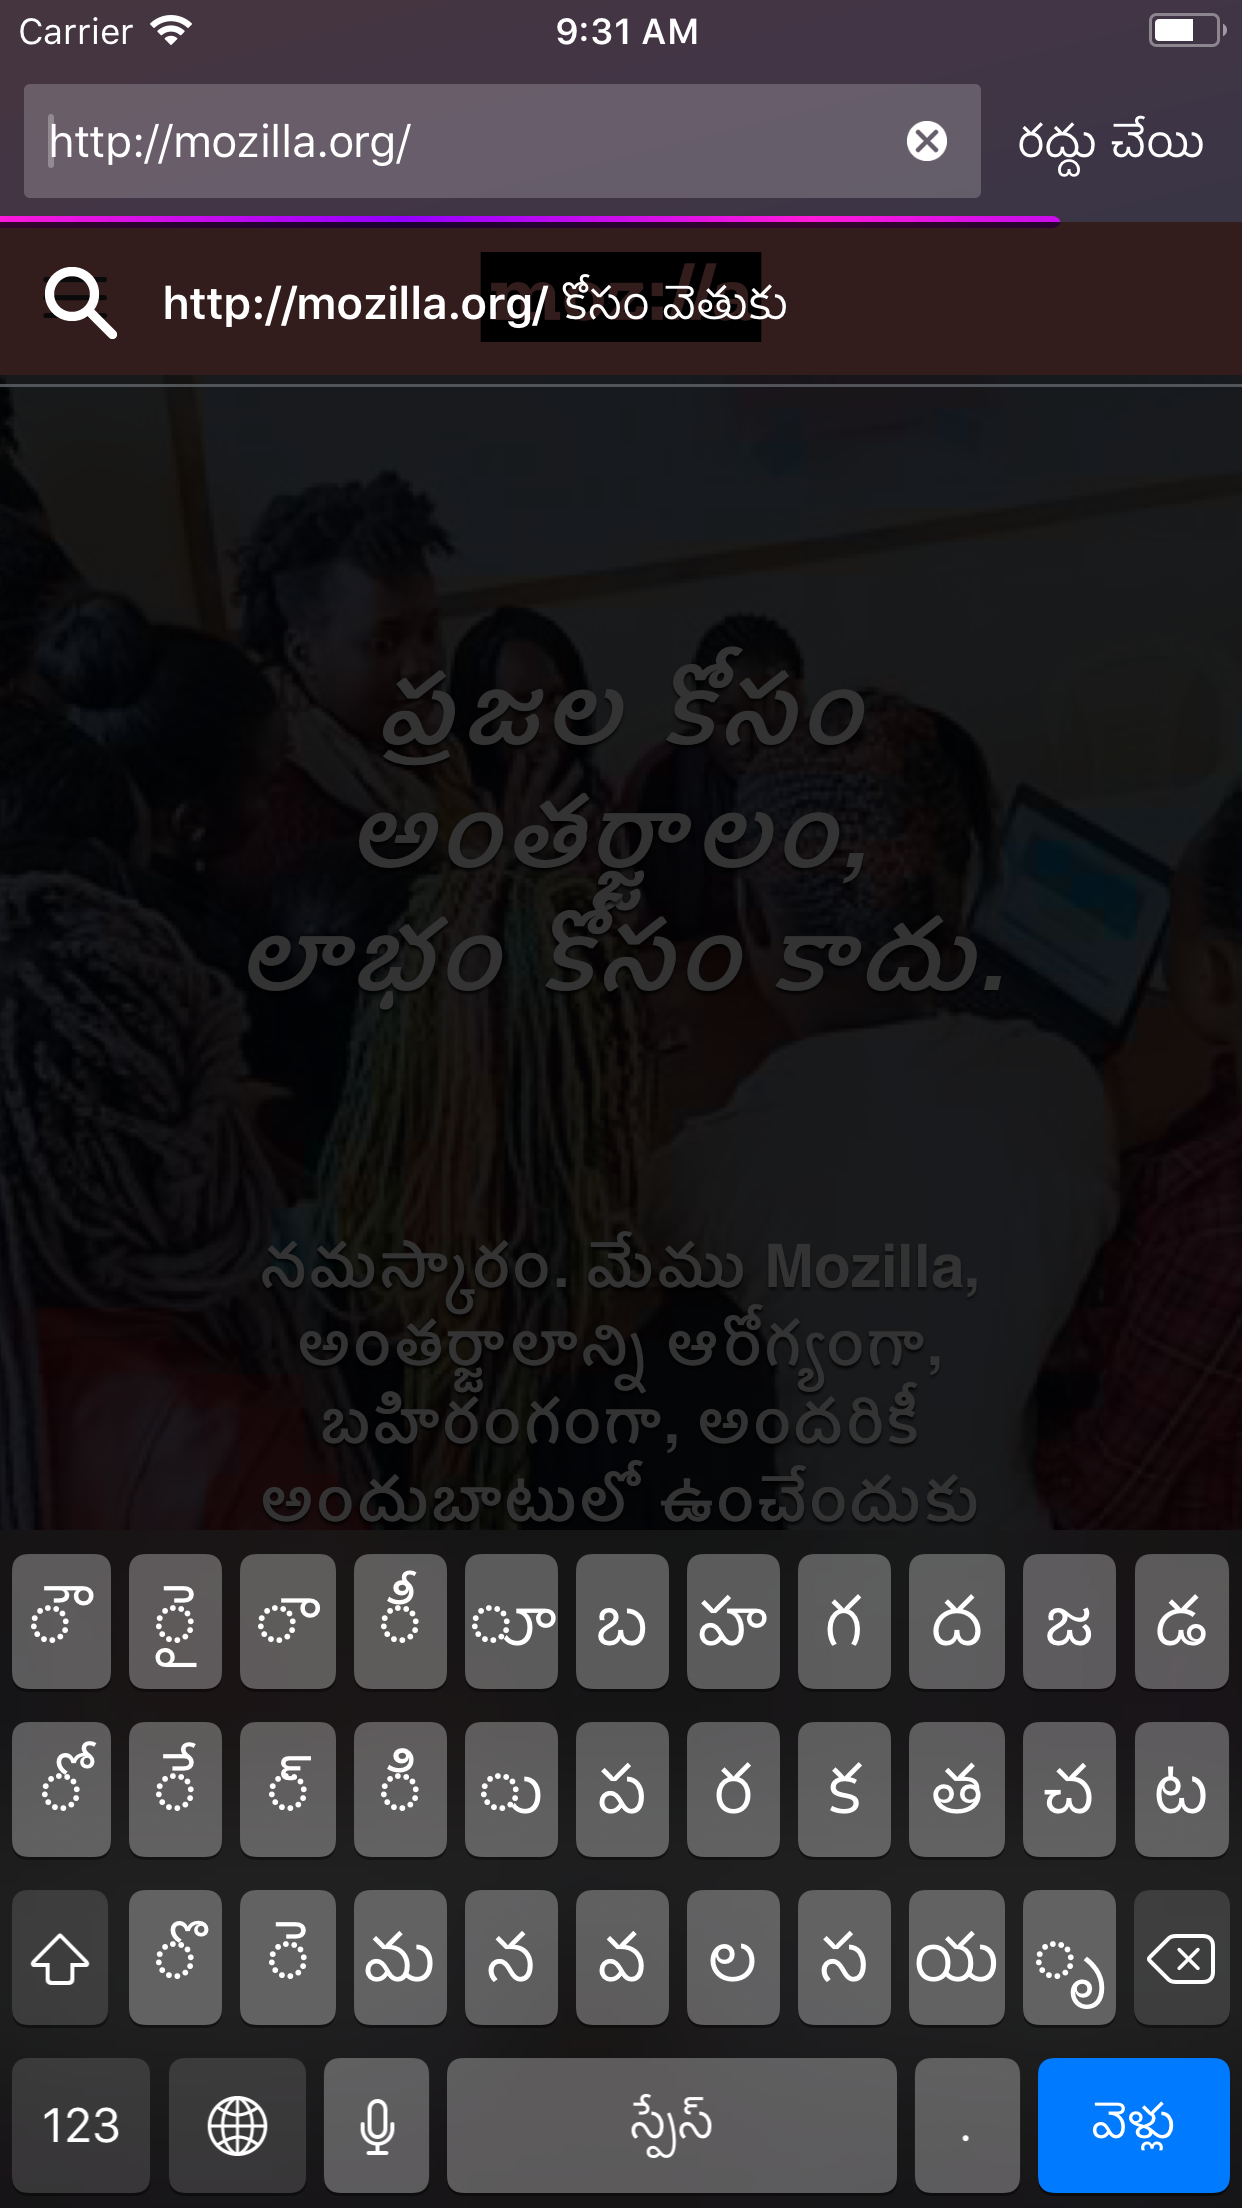 Carrier 9:31 AM
http://mozilla.org/ రద్దు చేయి
http://mozilla.org/ కోసం వెతుకు
ప్రజల కోసం
అంతర్జాలం,
లాభం కోసం కాదు.
నమస్కారం. మేము Mozilla,
అంతర్జాలాన్ని ఆరోగ్యంగా,
బహిరంగంగా, అందరికీ
అందుబాటులో ఉంచేందుకు
ౌ ై ా ీ ూ బ హ గ ద జ డ
ో ే ్ ి ు ప ర క త చ ట
ొ ె మ న వ ల స య ృ
123 స్పేస్ . వెళ్లు